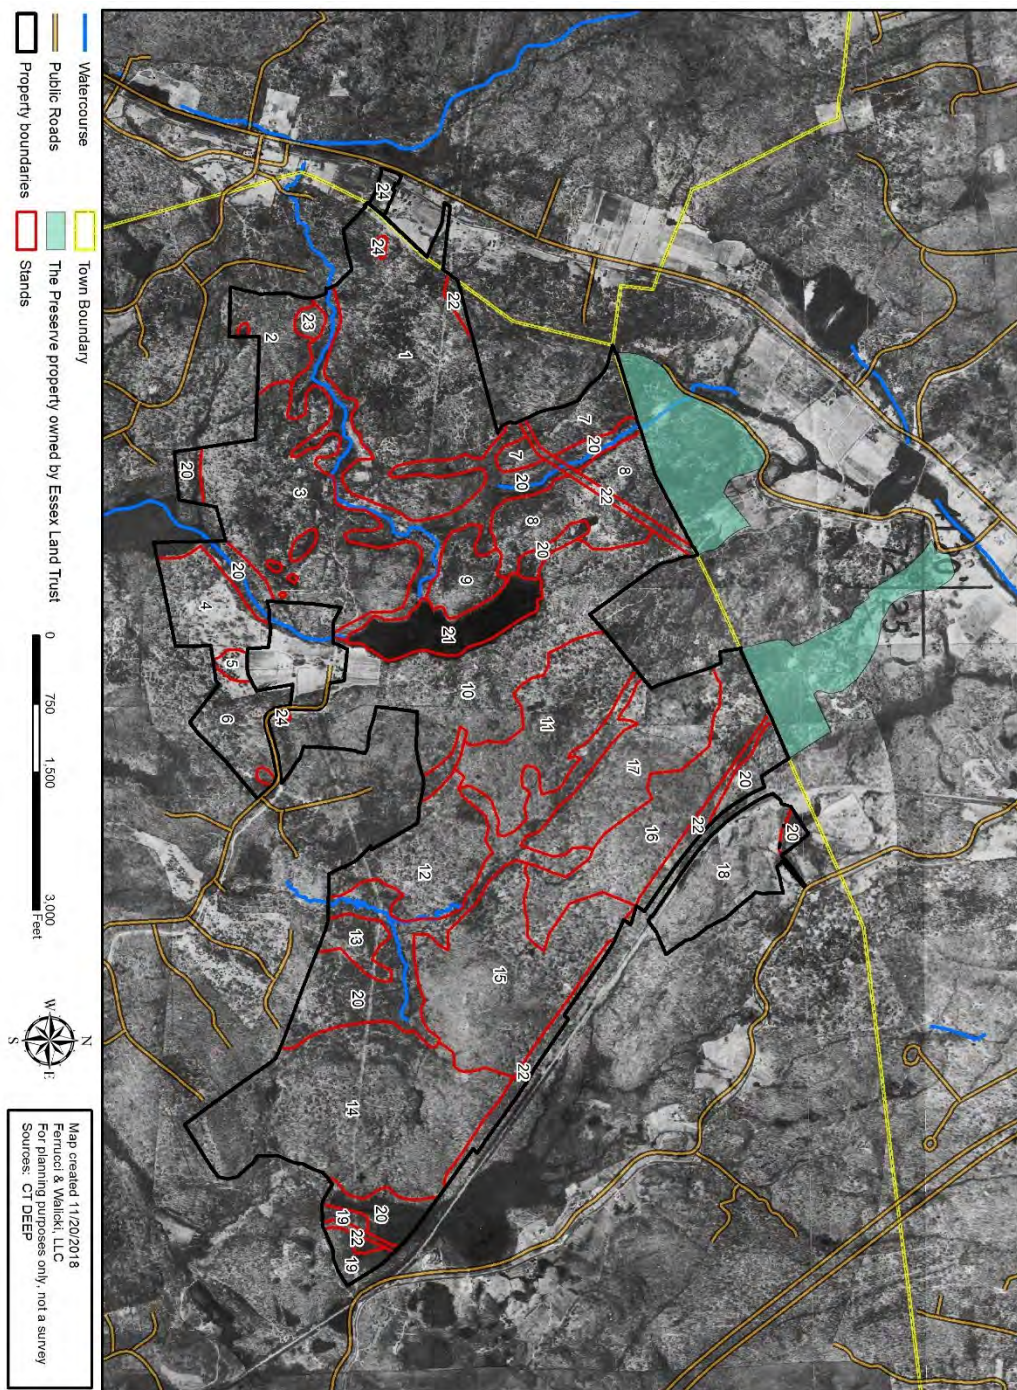 20
20
18
22
16
17
8
22
20
7
11
20
8
22
20
7
15
9
10
22
21
12
1
24
20
24
20
22
13
14
19
19
23
3
24
2
20
5
6
4
20
Watercourse
Public Roads
Property boundaries
Town Boundary
The Preserve property owned by Essex Land Trust
Stands
0 750 1,500 3,000
Feet
N
W E
S
Map created 11/20/2018
Ferrucci & Walicki, LLC
For planning purposes only, not a survey
Sources: CT DEEP